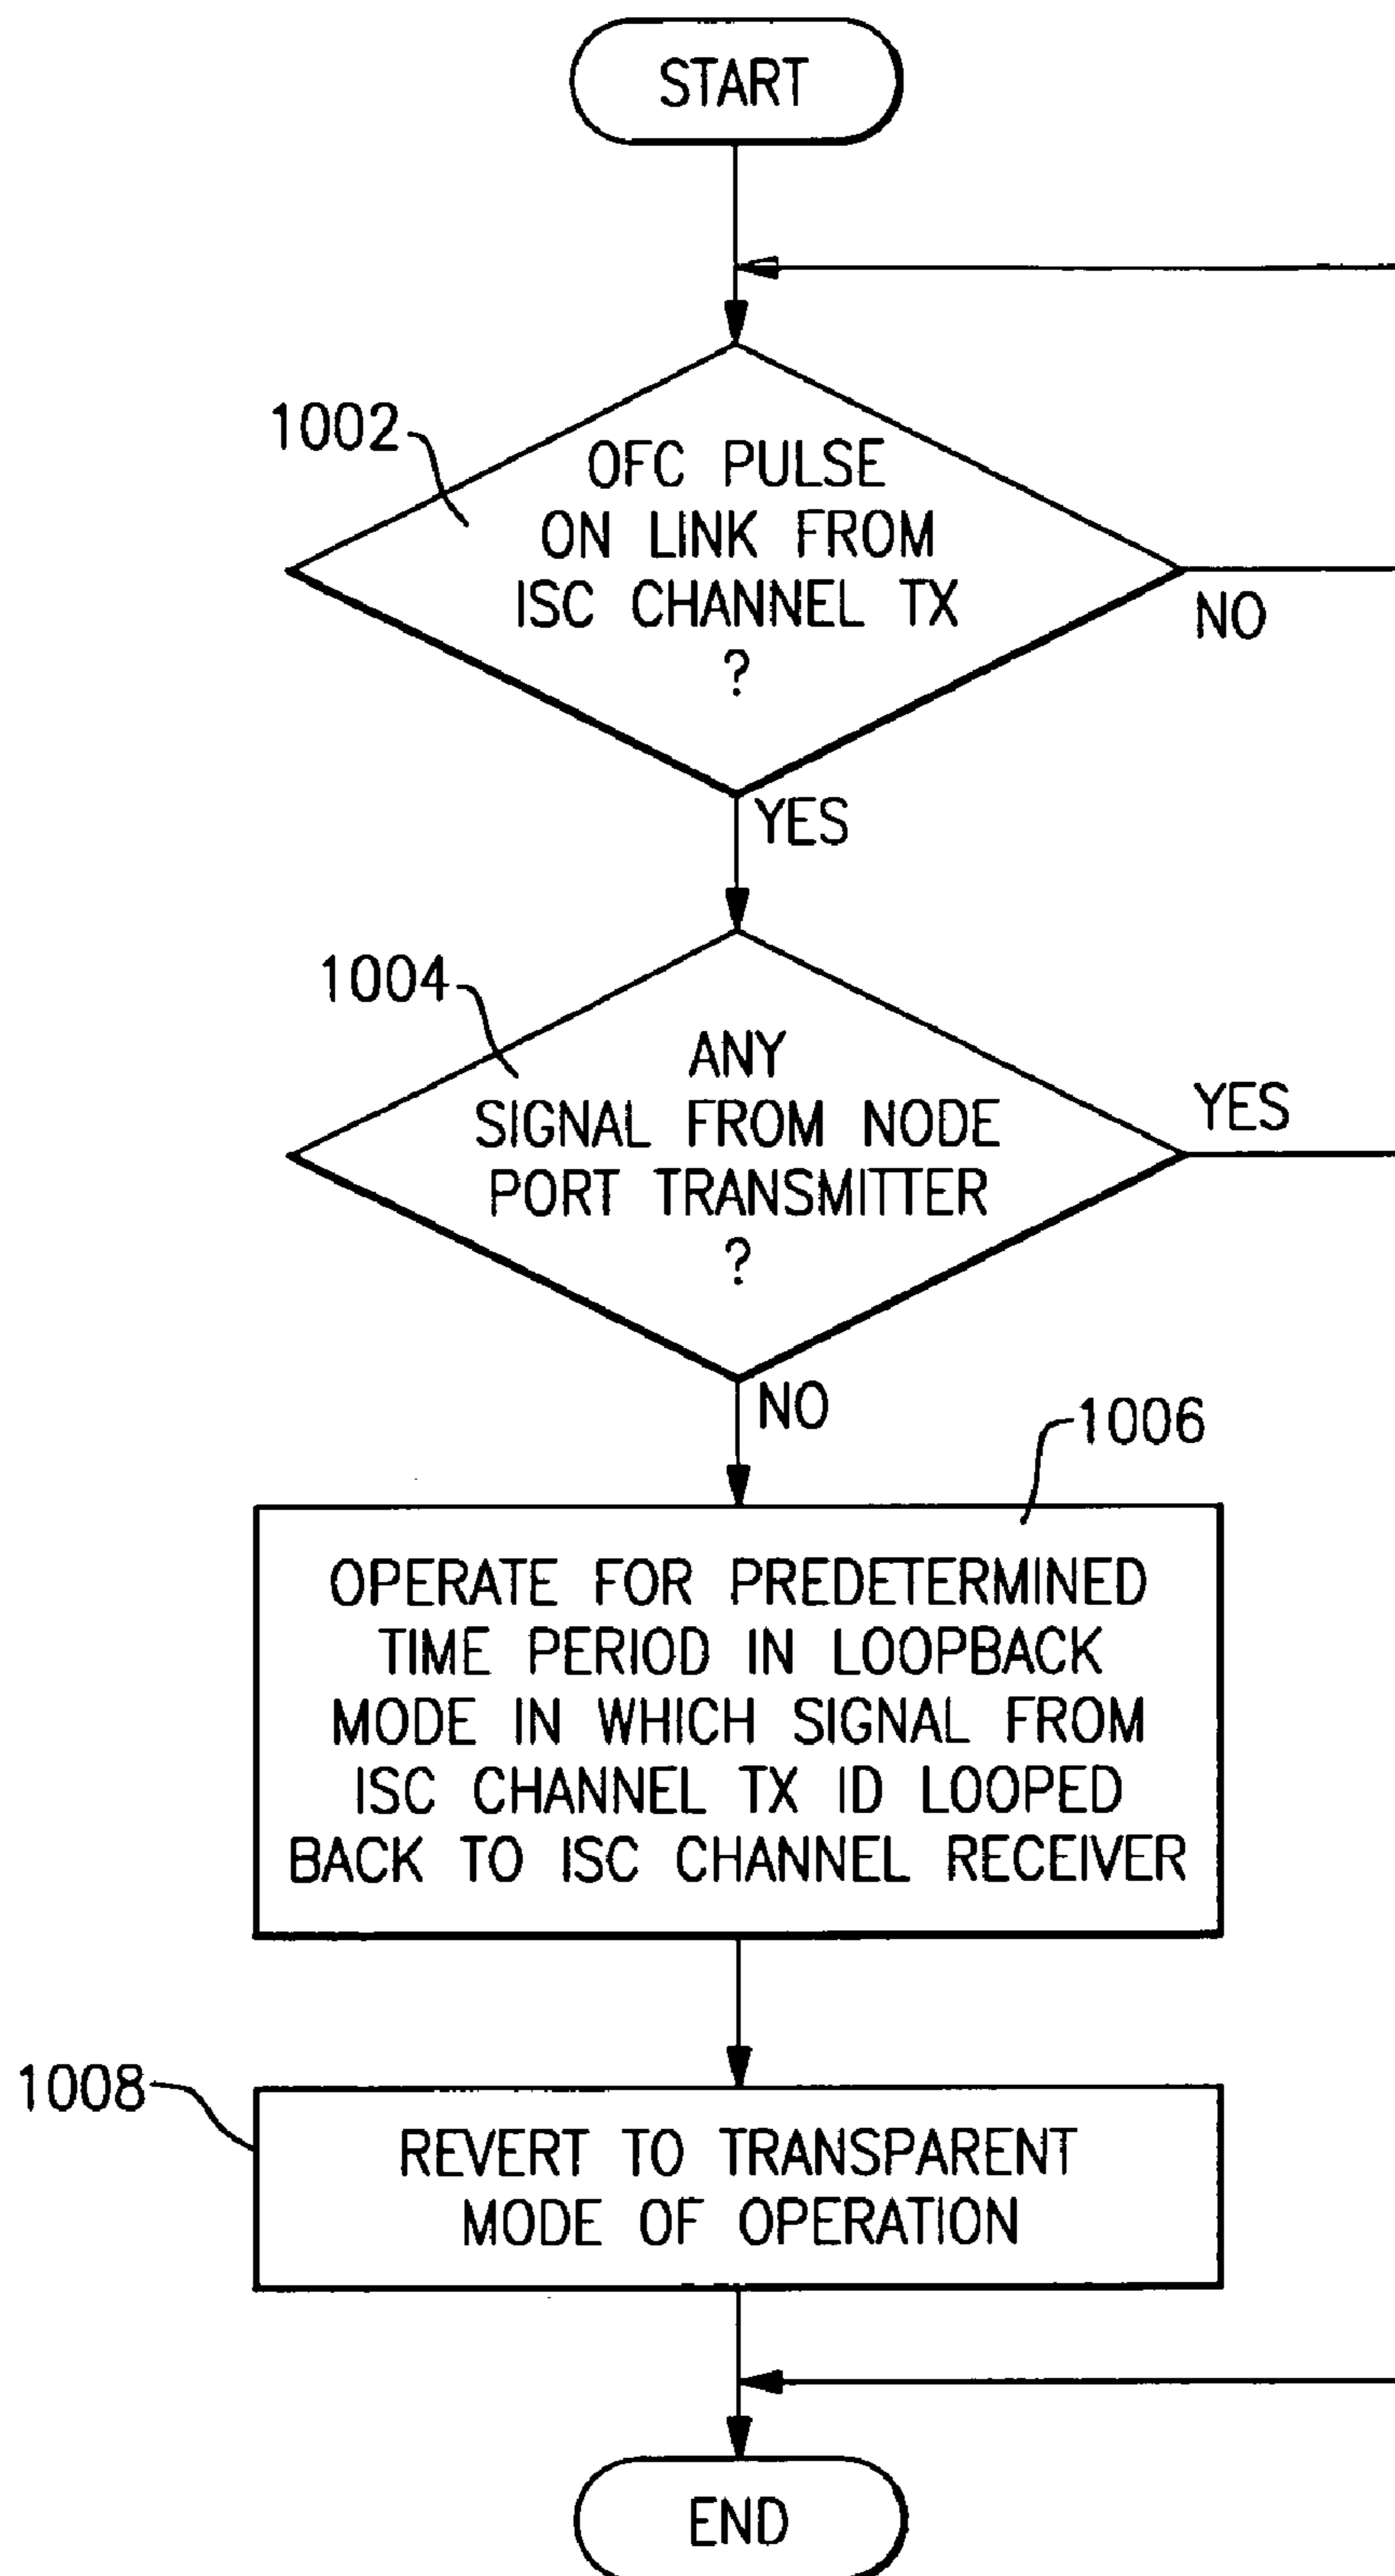 START
1002
OFC PULSE
ON LINK FROM
ISC CHANNEL TX
?
NO
YES
1004
ANY
SIGNAL FROM NODE
PORT TRANSMITTER
?
YES
NO
1006
OPERATE FOR PREDETERMINED
TIME PERIOD IN LOOPBACK
MODE IN WHICH SIGNAL FROM
ISC CHANNEL TX ID LOOPED
BACK TO ISC CHANNEL RECEIVER
1008
REVERT TO TRANSPARENT
MODE OF OPERATION
END